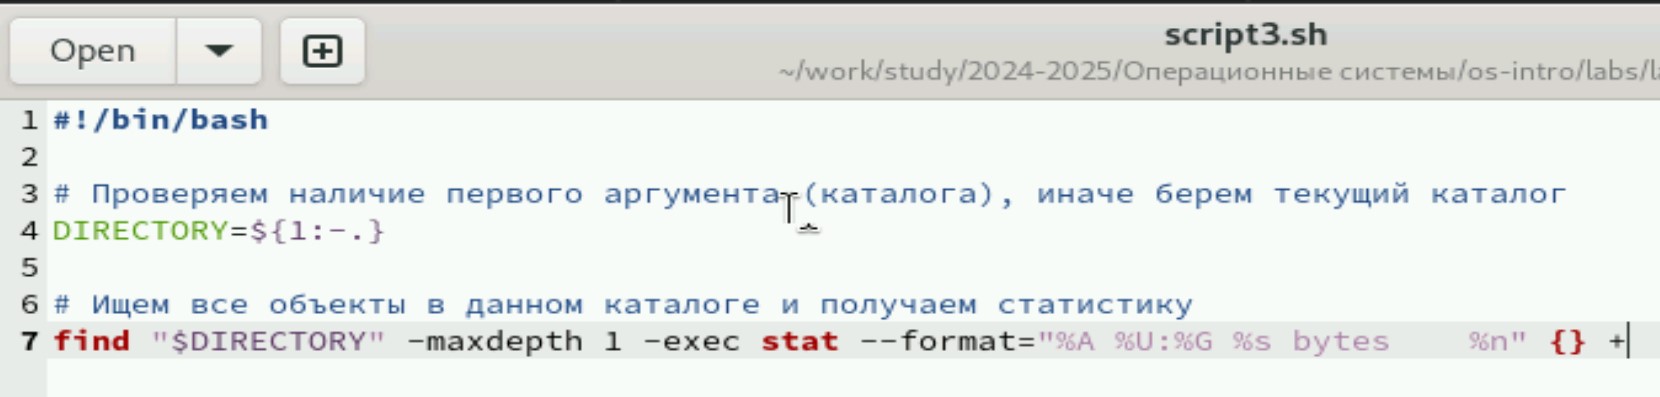 Open
script3.sh
~/work/study/2024-2025/Операционные системы/os-intro/labs/
1 #!/bin/bash
2
3 # Проверяем наличие первого аргумента (каталога), иначе берем текущий каталог
4 DIRECTORY=${1:-.}
5
6 # Ищем все объекты в данном каталоге и получаем статистику
7 find "$DIRECTORY" -maxdepth 1 -exec stat --format="%A %U:%G %s bytes    %n" {} +